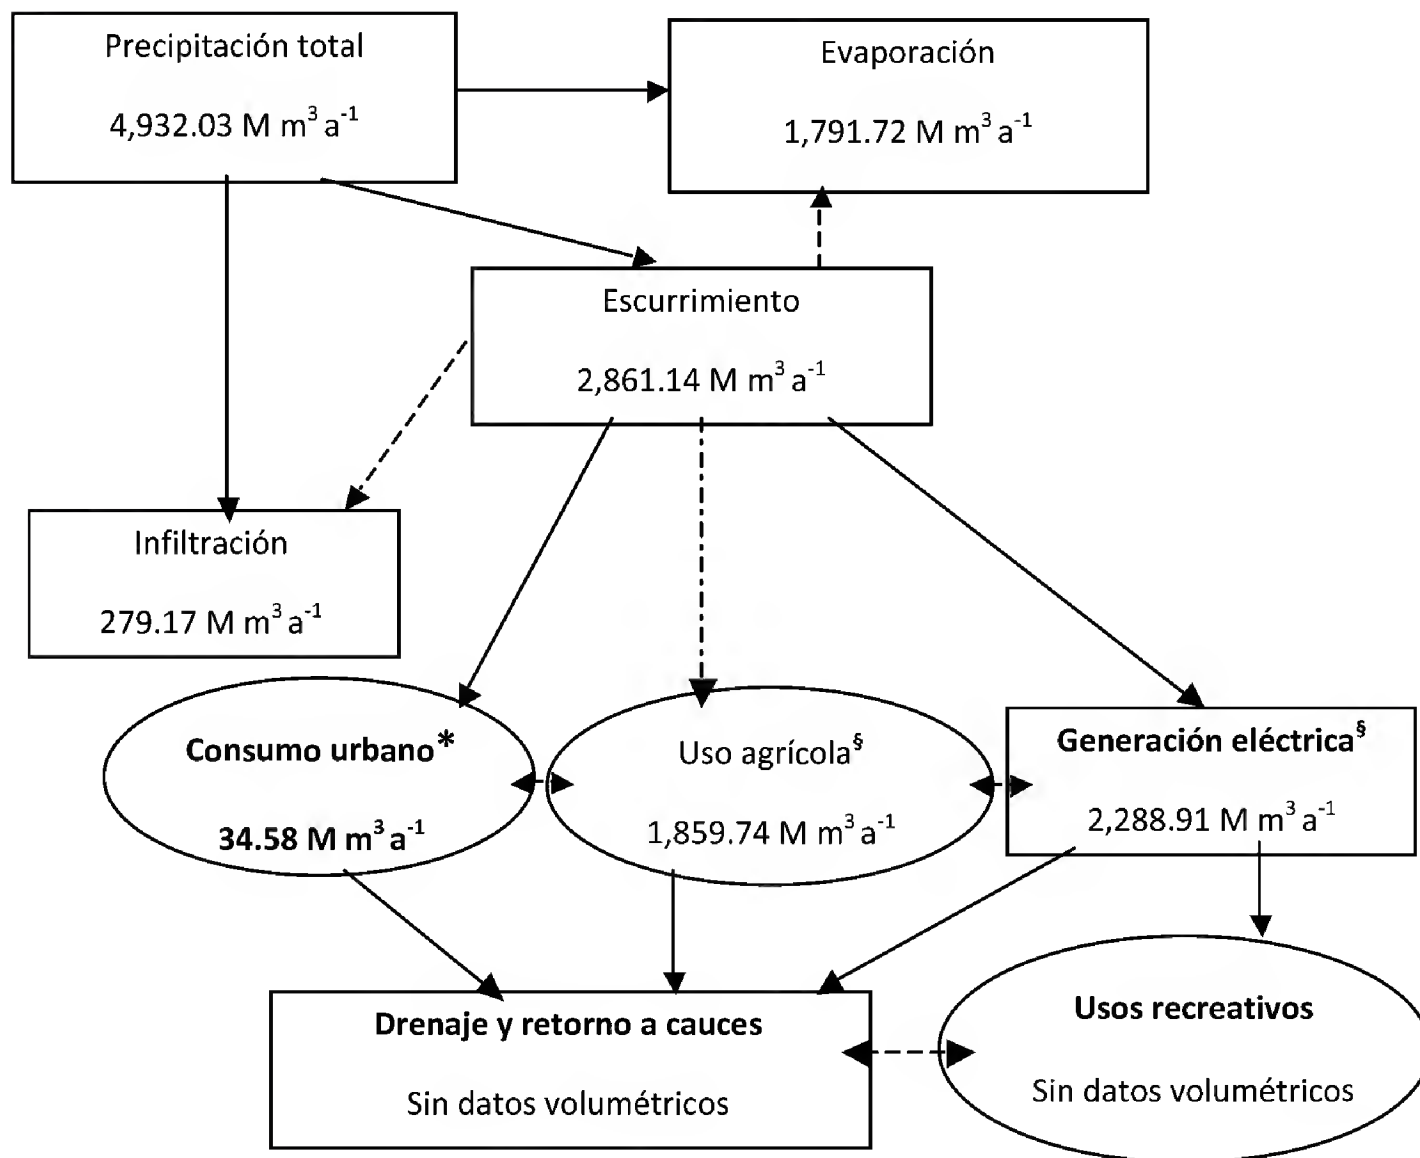 Precipitación total
4,932.03 M m³ a⁻¹
Evaporación
1,791.72 M m³ a⁻¹
Escurrimiento
2,861.14 M m³ a⁻¹
Infiltración
279.17 M m³ a⁻¹
Consumo urbano*
34.58 M m³ a⁻¹
Uso agrícola§
1,859.74 M m³ a⁻¹
Generación eléctrica§
2,288.91 M m³ a⁻¹
Drenaje y retorno a cauces
Sin datos volumétricos
Usos recreativos
Sin datos volumétricos